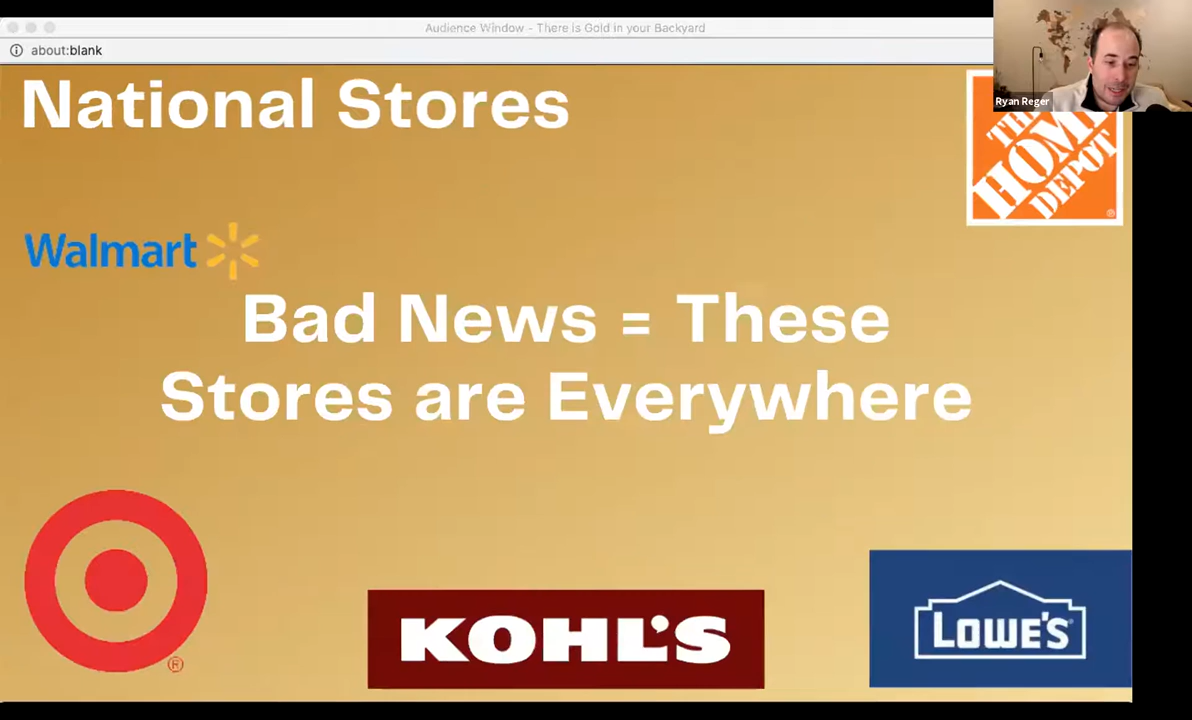 Audience Window - There is Gold in your Backyard
about:blank
Ryan Reger
National Stores
THE
HOME
DEPOT
®
Walmart
Bad News = These
Stores are Everywhere
®
KOHL'S
LOWE'S